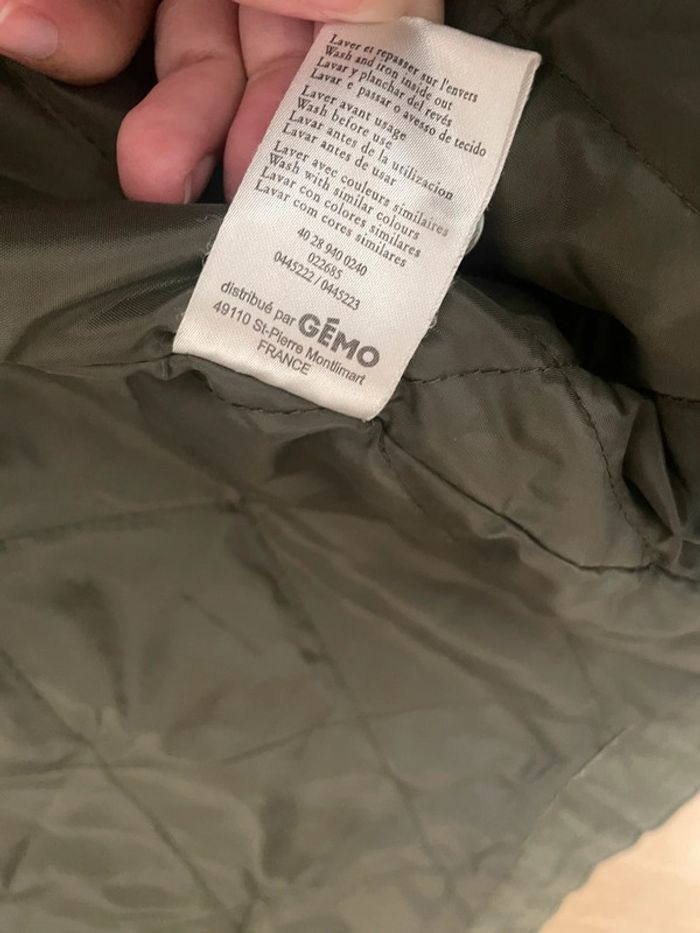 Laver et repasser sur l'envers
Wash and iron inside out
Lavar y planchar del revés
Lavar e passar o avesso de tecido
Laver avant usage
Wash before use
Lavar antes de la utilizacion
Lavar antes de usar
Laver avec couleurs similaires
Wash with similar colours
Lavar con colores similares
Lavar com cores similares
40 28 940 0240
022685
0445222 / 0445223
distribué par GÉMO
49110 St-Pierre Montlimart
FRANCE